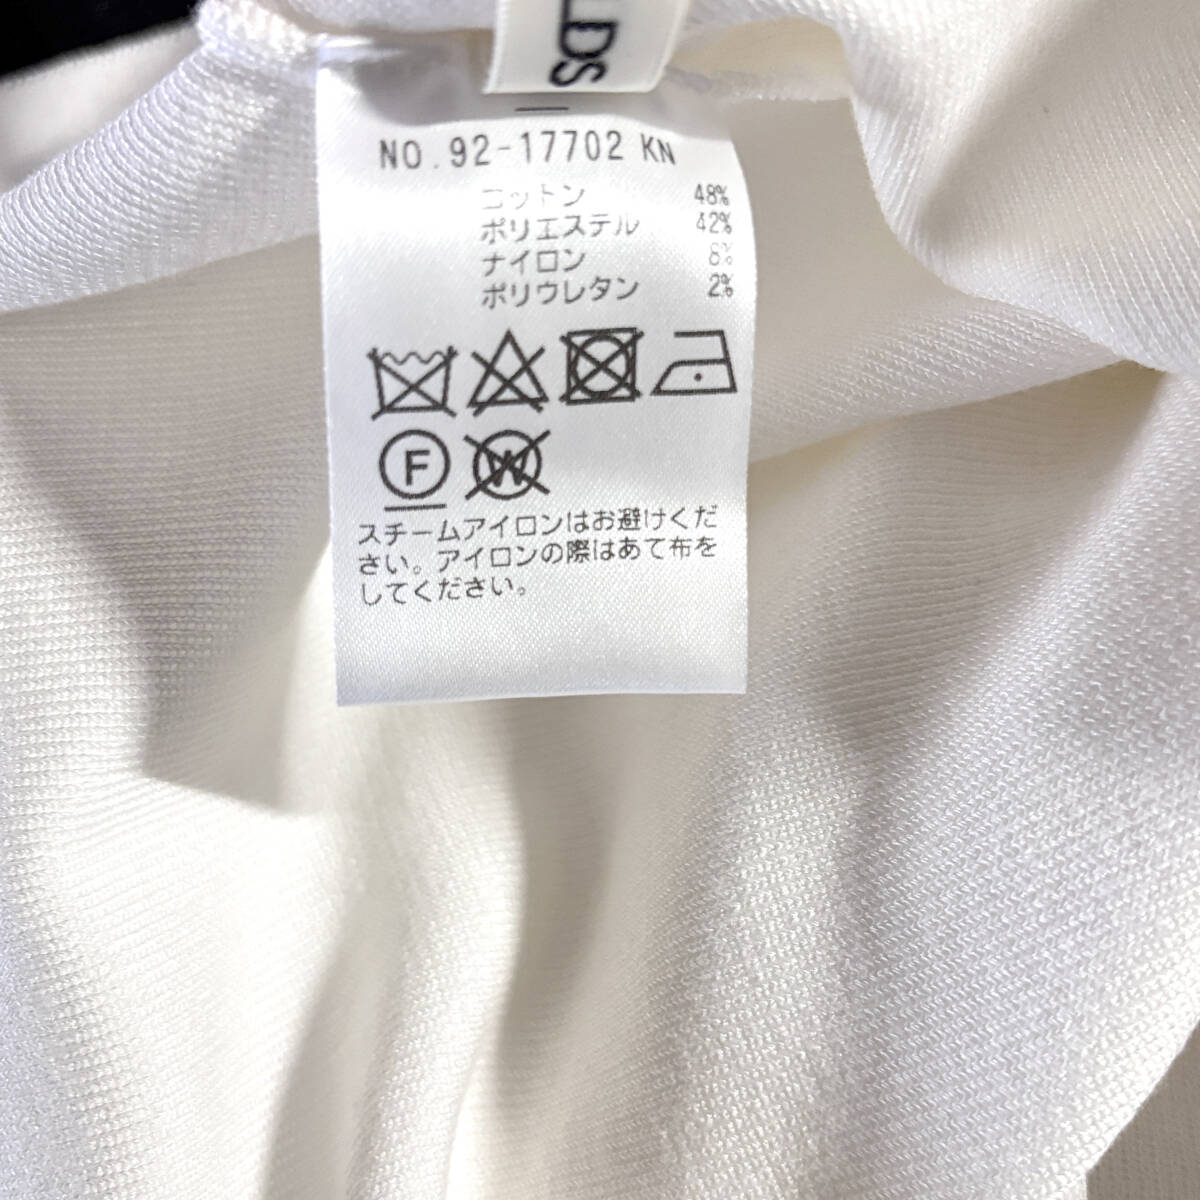 LDS
NO.92-17702 KN
コットン 48%
ポリエステル 42%
ナイロン 8%
ポリウレタン 2%
F W
スチームアイロンはお避けくだ
さい。アイロンの際はあて布を
してください。